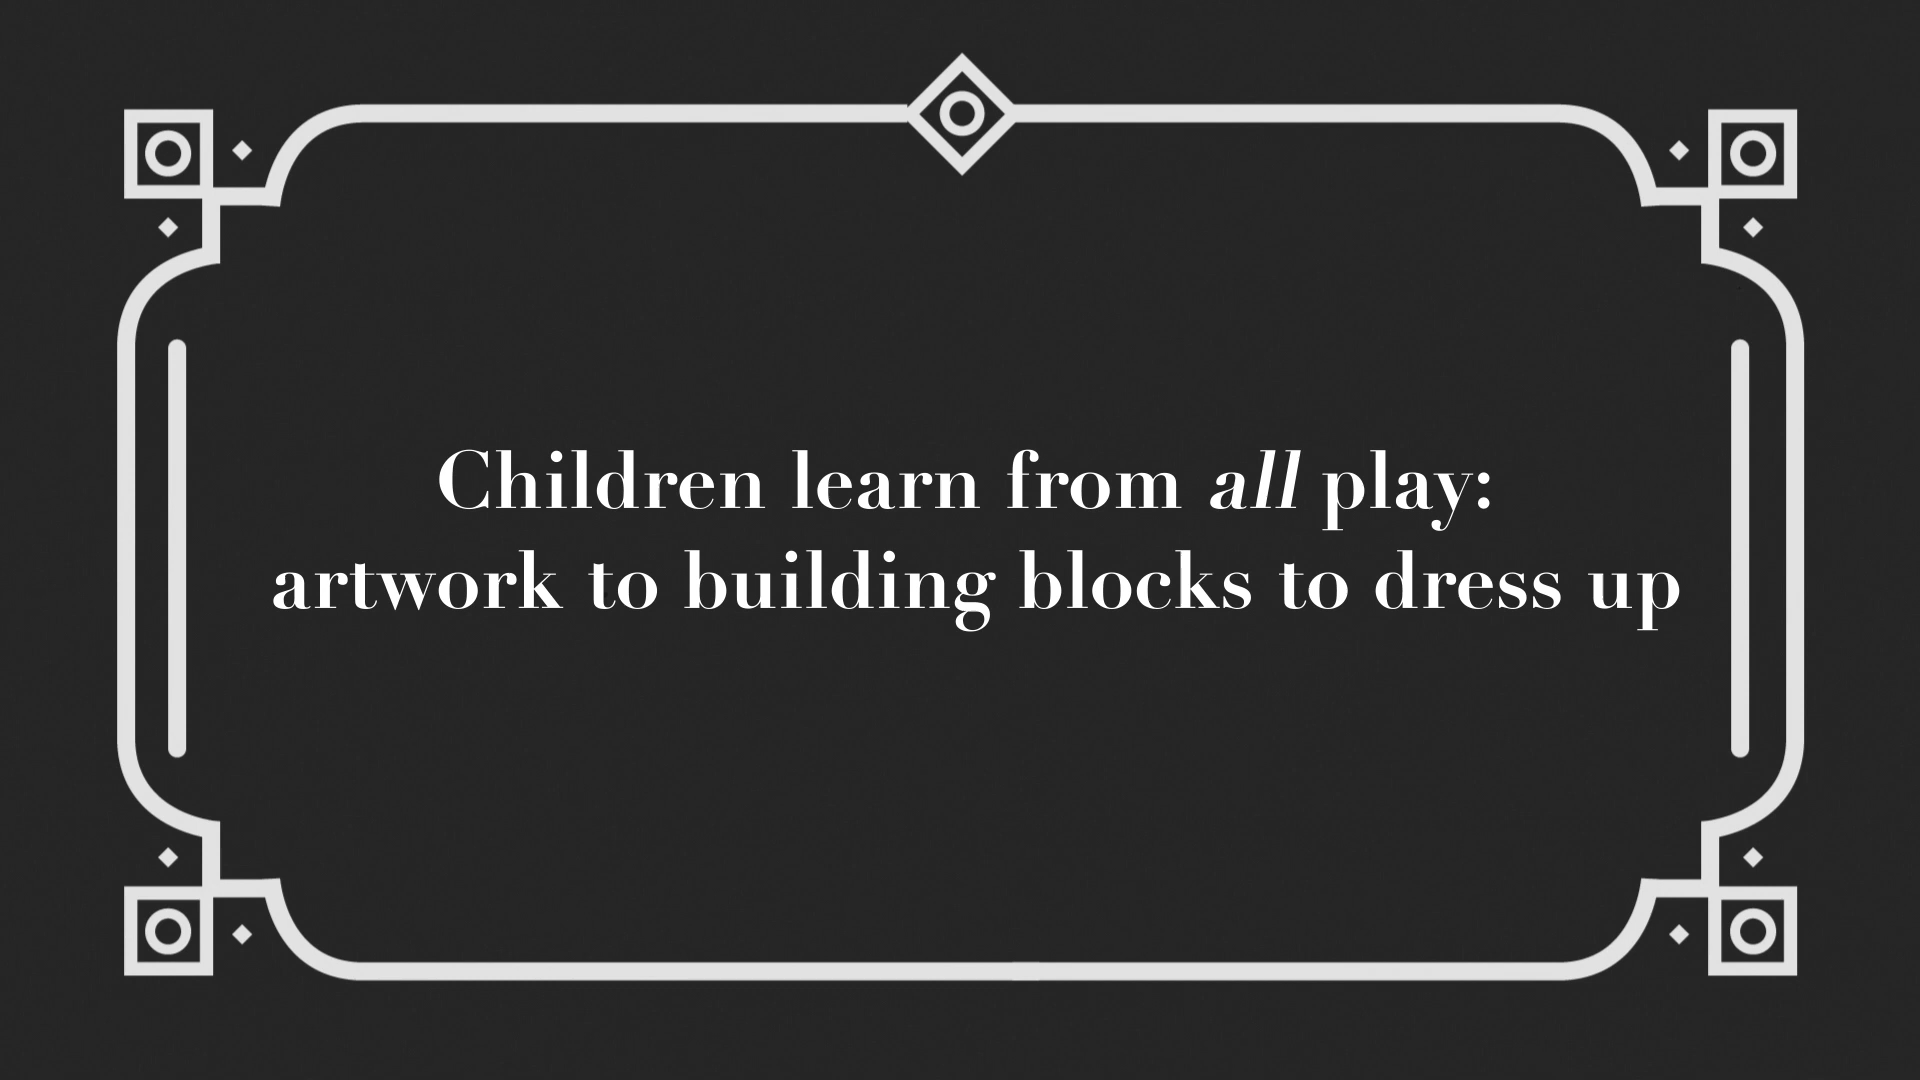 Children learn from all play:
artwork to building blocks to dress up